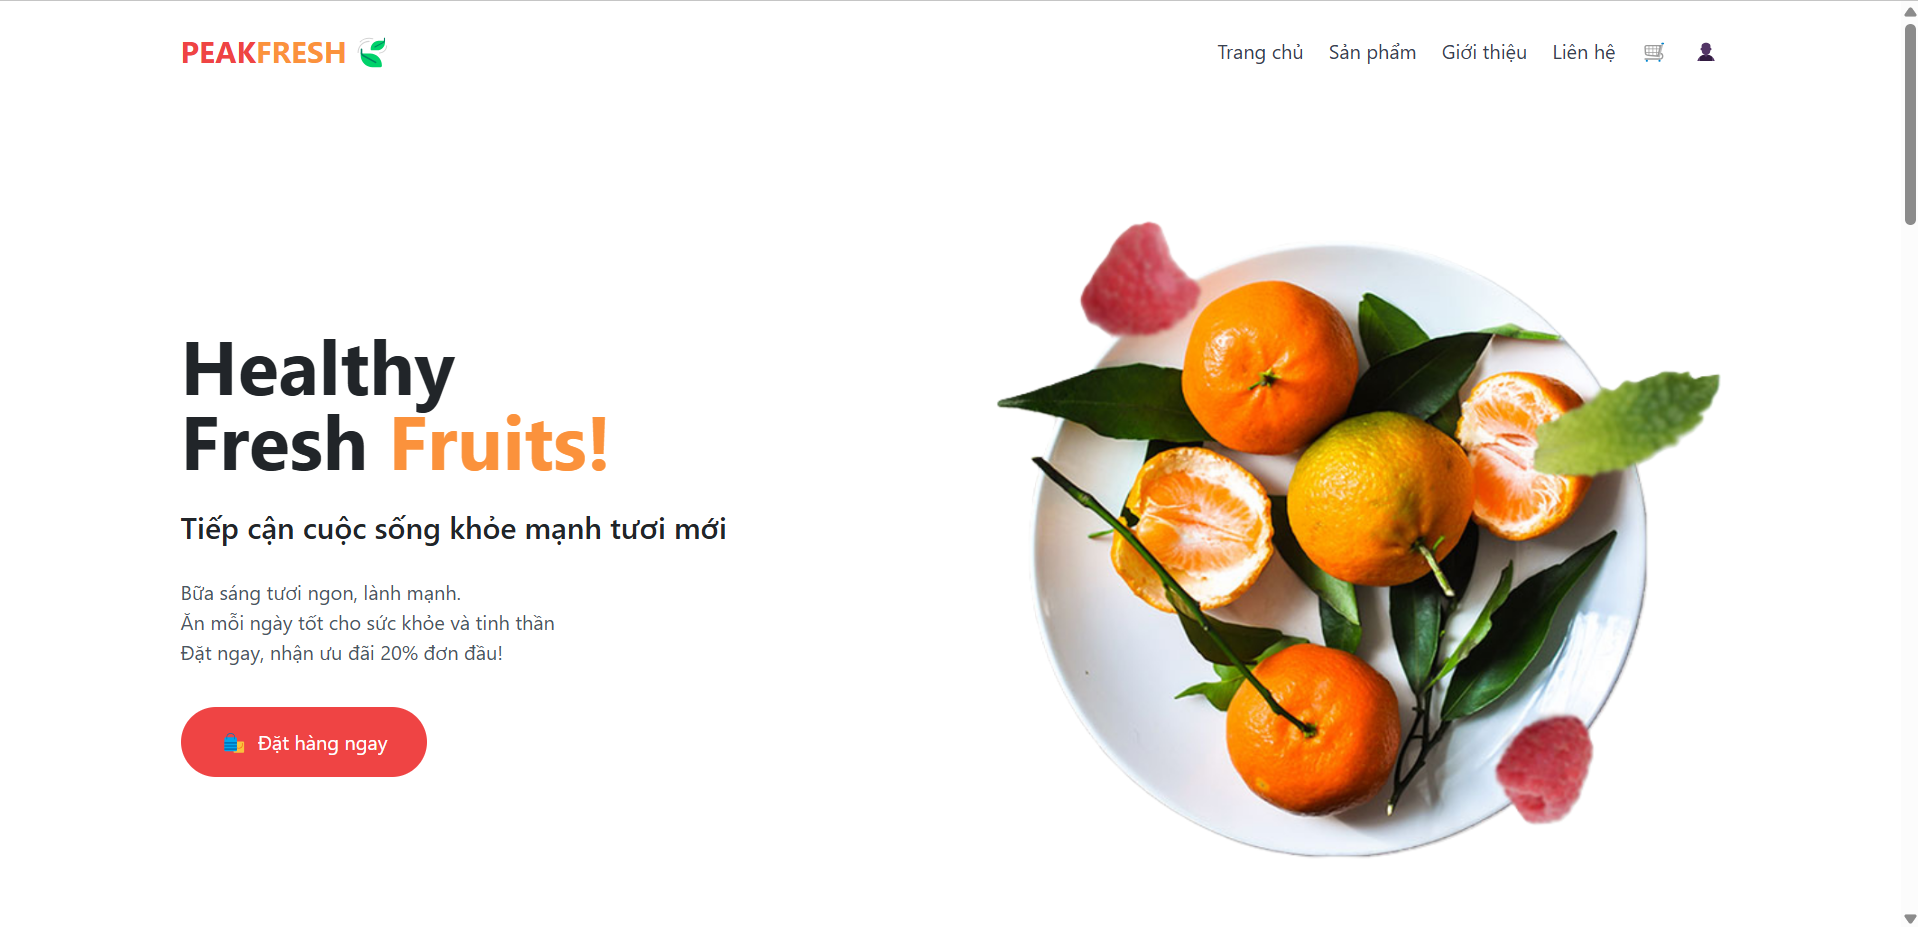 PEAKFRESH
Trang chủ Sản phẩm Giới thiệu Liên hệ
Healthy
Fresh Fruits!
Tiếp cận cuộc sống khỏe mạnh tươi mới
Bữa sáng tươi ngon, lành mạnh.
Ăn mỗi ngày tốt cho sức khỏe và tinh thần
Đặt ngay, nhận ưu đãi 20% đơn đầu!
Đặt hàng ngay